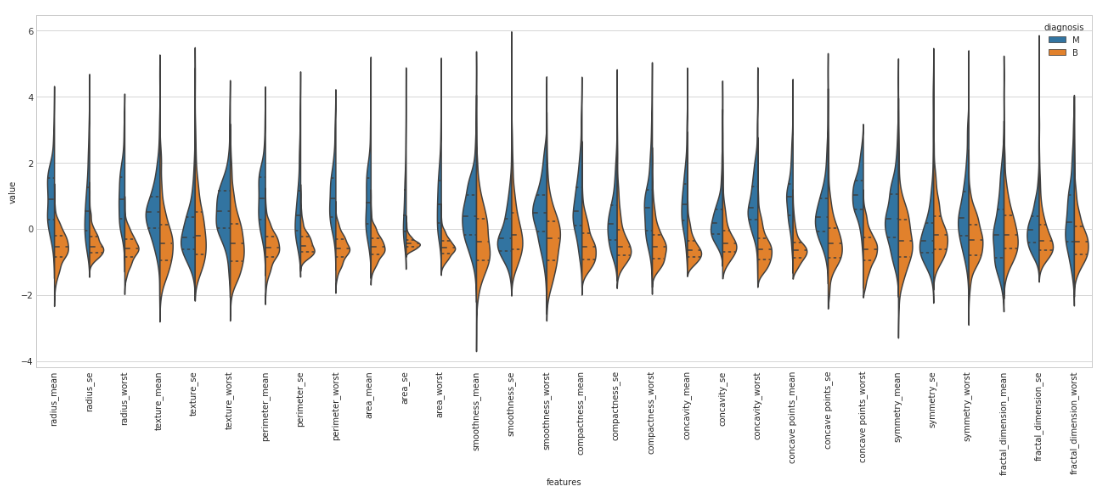 diagnosis
M
B
6
4
2
0
−2
−4
value
radius_mean
radius_se
radius_worst
texture_mean
texture_se
texture_worst
perimeter_mean
perimeter_se
perimeter_worst
area_mean
area_se
area_worst
smoothness_mean
smoothness_se
smoothness_worst
compactness_mean
compactness_se
compactness_worst
concavity_mean
concavity_se
concavity_worst
concave points_mean
concave points_se
concave points_worst
symmetry_mean
symmetry_se
symmetry_worst
fractal_dimension_mean
fractal_dimension_se
fractal_dimension_worst
features